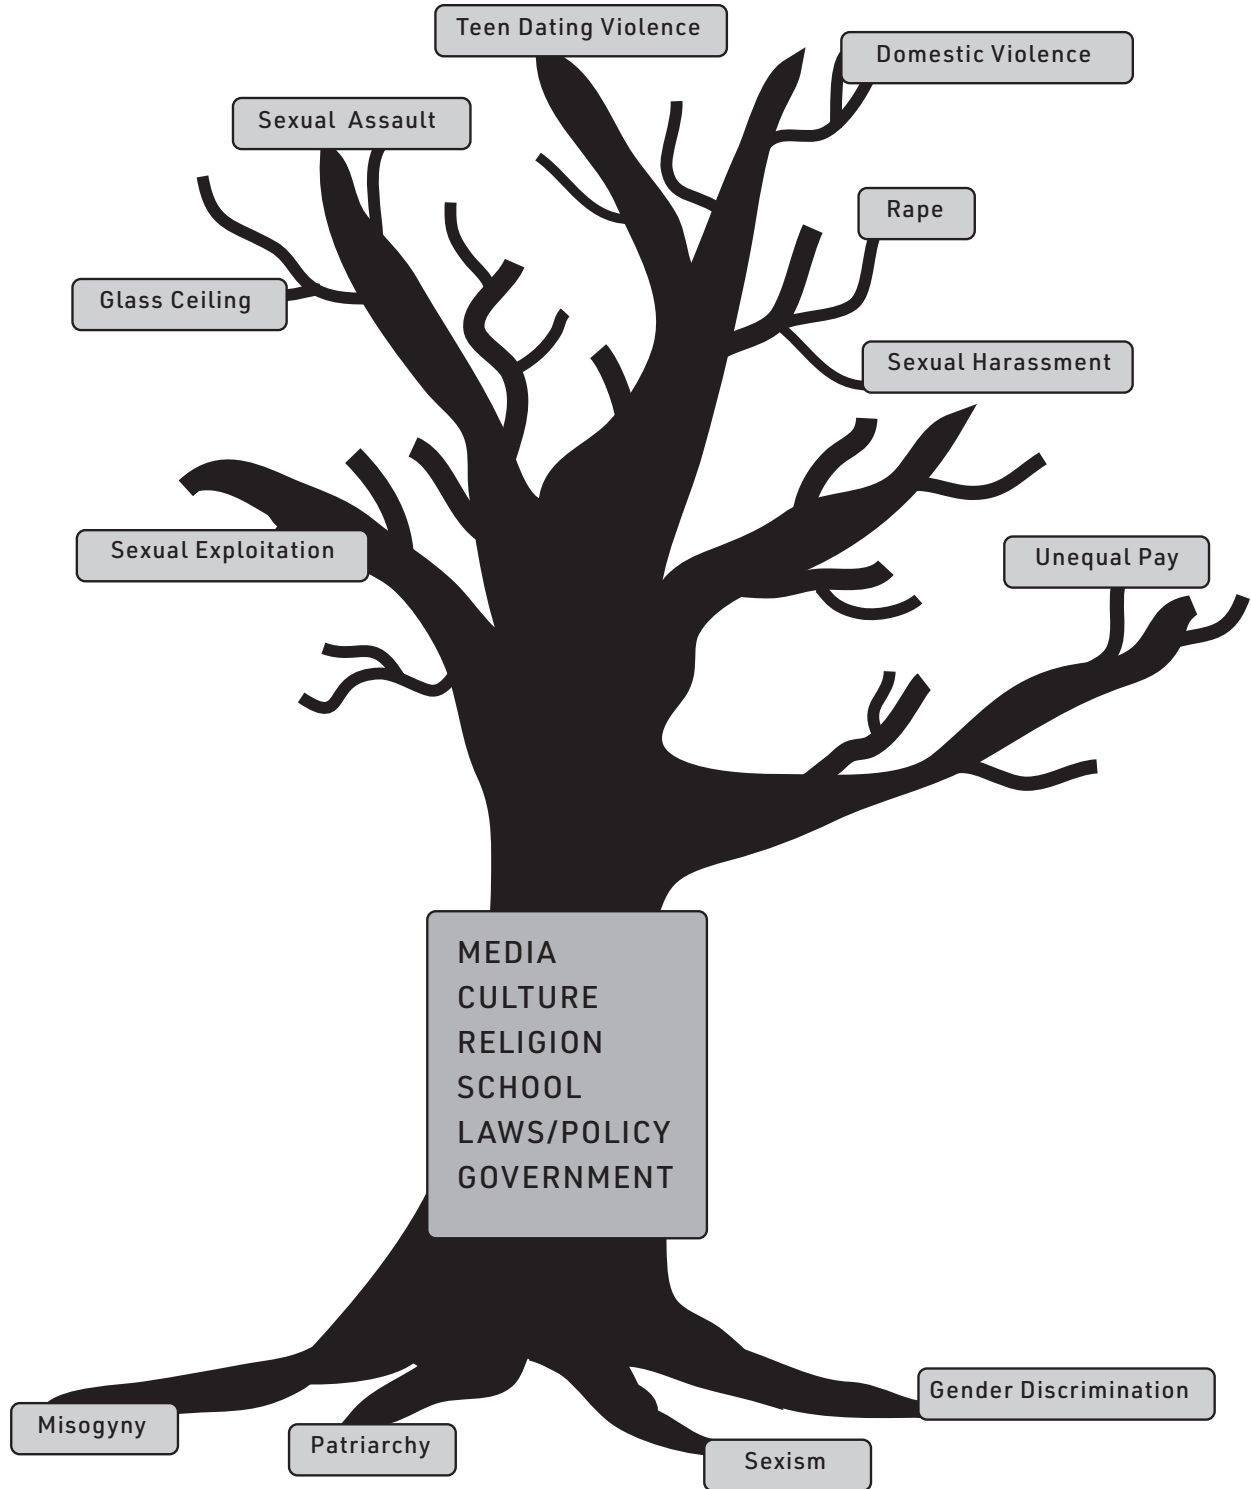 Teen Dating Violence
Domestic Violence
Sexual Assault
Rape
Glass Ceiling
Sexual Harassment
Sexual Exploitation
Unequal Pay
MEDIA
CULTURE
RELIGION
SCHOOL
LAWS/POLICY
GOVERNMENT
Gender Discrimination
Misogyny
Patriarchy
Sexism